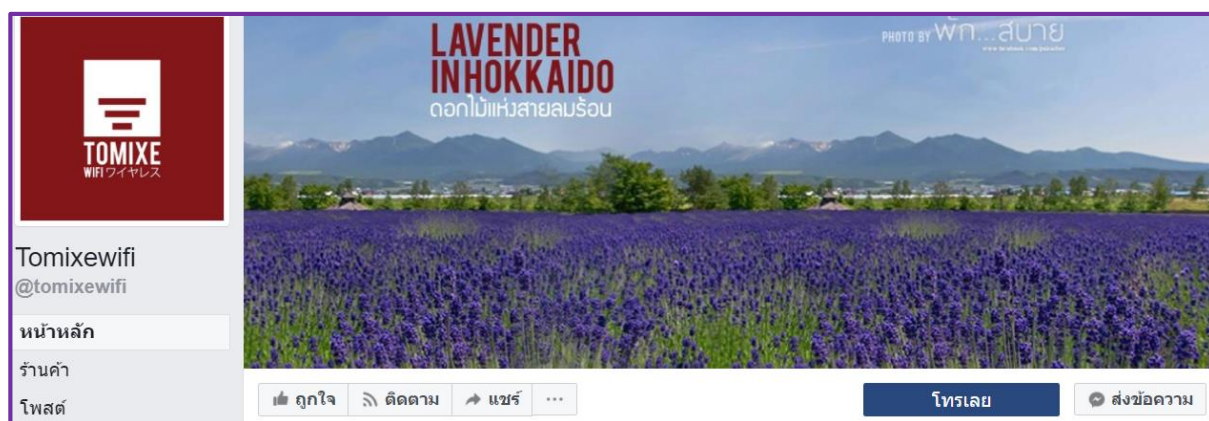 LAVENDER
INHOKKAIDO
ดอกไม้แห่งสายลมร้อน
PHOTO BY พัก...สบาย
TOMIXE
WIFI ワイヤレス
Tomixewifi
@tomixewifi
หน้าหลัก
ร้านค้า
โพสต์
ถูกใจ ติดตาม แชร์ ...
โทรเลย ส่งข้อความ